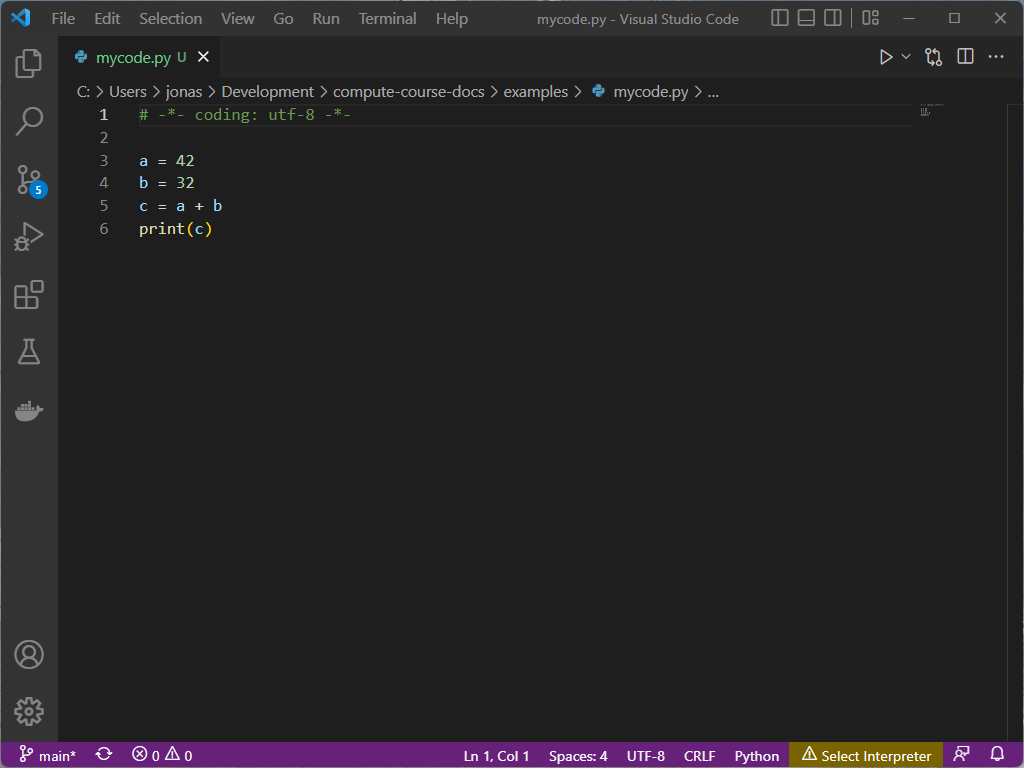 File Edit Selection View Go Run Terminal Help mycode.py - Visual Studio Code
mycode.py U
C: > Users > jonas > Development > compute-course-docs > examples > mycode.py > ...
1 # -*- coding: utf-8 -*-
2
3 a = 42
4 b = 32
5 c = a + b
6 print(c)
5
main* 0 0 Ln 1, Col 1 Spaces: 4 UTF-8 CRLF Python Select Interpreter